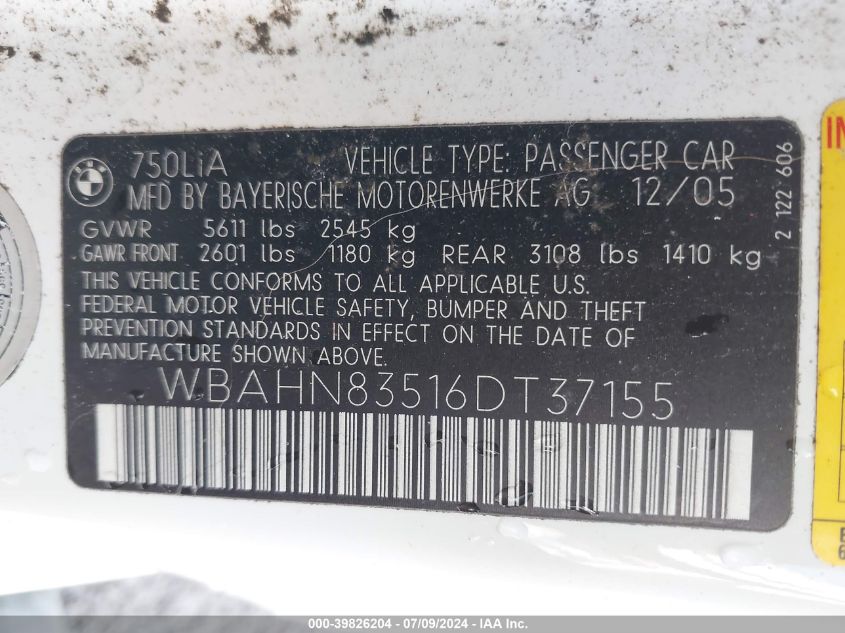 BMW
750LiA VEHICLE TYPE: PASSENGER CAR
MFD BY BAYERISCHE MOTORENWERKE AG 12/05
GVWR 5611 lbs 2545 kg
GAWR FRONT 2601 lbs 1180 kg REAR 3108 lbs 1410 kg
THIS VEHICLE CONFORMS TO ALL APPLICABLE U.S.
FEDERAL MOTOR VEHICLE SAFETY, BUMPER AND THEFT
PREVENTION STANDARDS IN EFFECT ON THE DATE OF
MANUFACTURE SHOWN ABOVE.
WBAHN83516DT37155
2 122 606
000-39826204 - 07/09/2024 - IAA Inc.